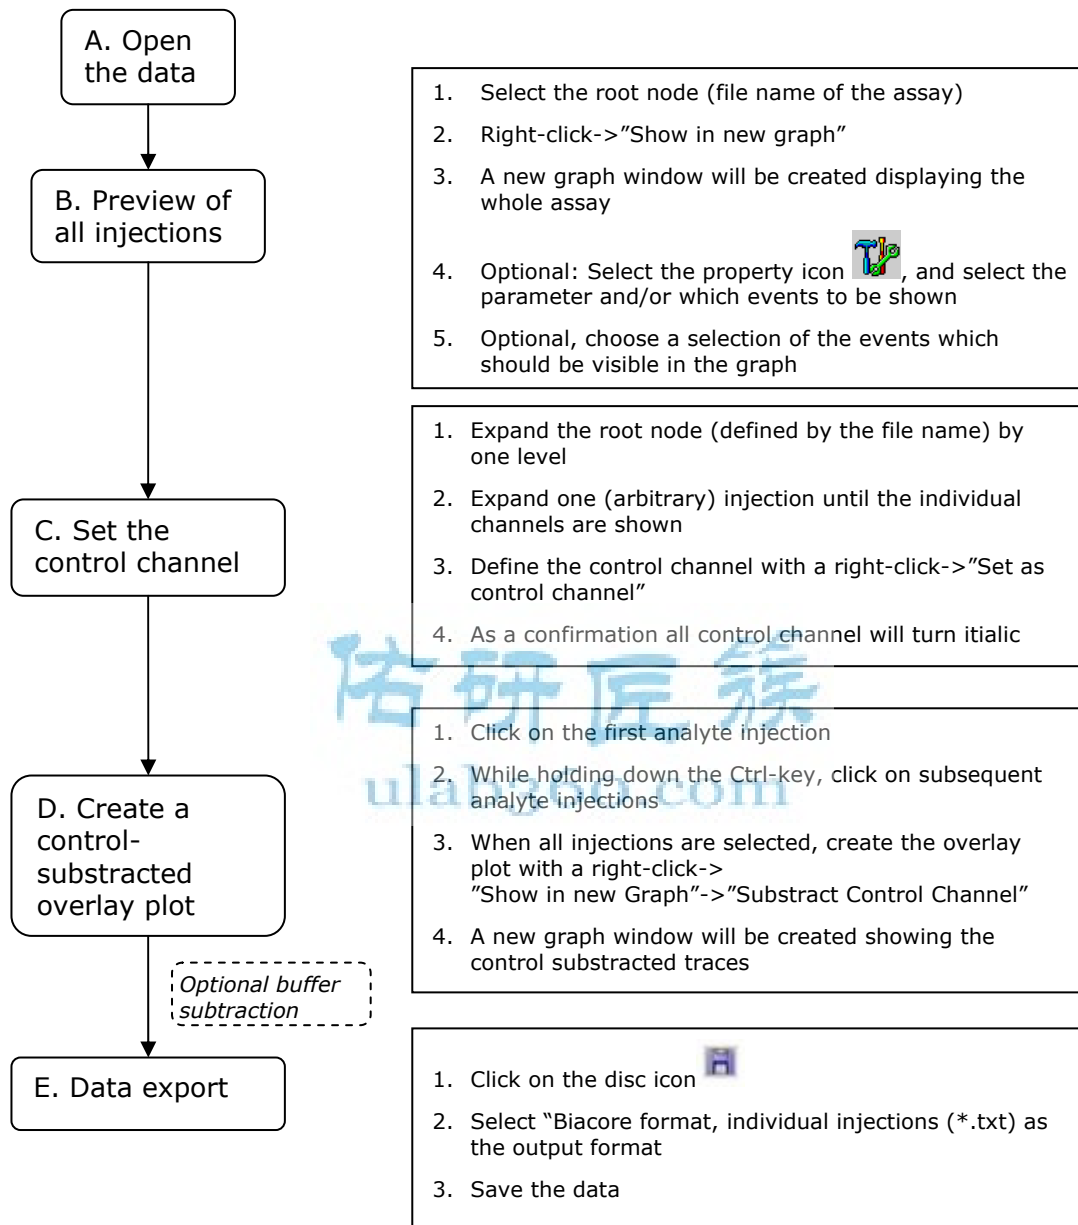 A. Open
the data
1. Select the root node (file name of the assay)
2. Right-click->”Show in new graph”
3. A new graph window will be created displaying the
whole assay
4. Optional: Select the property icon , and select the
parameter and/or which events to be shown
5. Optional, choose a selection of the events which
should be visible in the graph
B. Preview of
all injections
1. Expand the root node (defined by the file name) by
one level
2. Expand one (arbitrary) injection until the individual
channels are shown
3. Define the control channel with a right-click->”Set as
control channel”
4. As a confirmation all control channel will turn itialic
C. Set the
control channel
佑研匠簇
ulab360.com
1. Click on the first analyte injection
2. While holding down the Ctrl-key, click on subsequent
analyte injections
3. When all injections are selected, create the overlay
plot with a right-click->
”Show in new Graph”->”Substract Control Channel”
4. A new graph window will be created showing the
control substracted traces
D. Create a
control-
substracted
overlay plot
Optional buffer
subtraction
E. Data export
1. Click on the disc icon
2. Select “Biacore format, individual injections (*.txt) as
the output format
3. Save the data